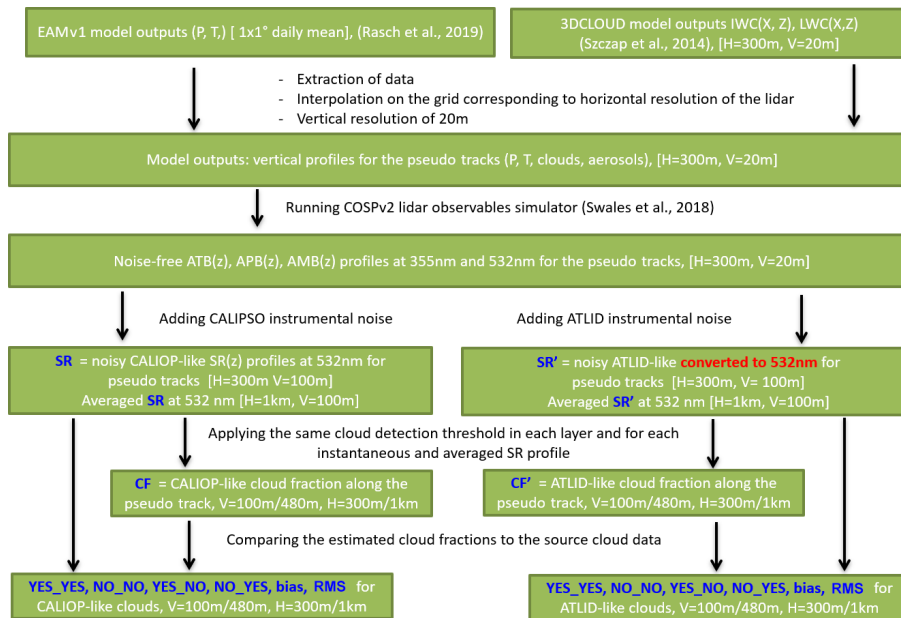 EAMv1 model outputs (P, T,) [ 1x1° daily mean], (Rasch et al., 2019)
3DCLOUD model outputs IWC(X, Z), LWC(X,Z)
(Szczap et al., 2014), [H=300m, V=20m]
- Extraction of data
- Interpolation on the grid corresponding to horizontal resolution of the lidar
- Vertical resolution of 20m
Model outputs: vertical profiles for the pseudo tracks (P, T, clouds, aerosols), [H=300m, V=20m]
Running COSPv2 lidar observables simulator (Swales et al., 2018)
Noise-free ATB(z), APB(z), AMB(z) profiles at 355nm and 532nm for the pseudo tracks, [H=300m, V=20m]
Adding CALIPSO instrumental noise
Adding ATLID instrumental noise
SR = noisy CALIOP-like SR(z) profiles at 532nm for
pseudo tracks [H=300m V=100m]
Averaged SR at 532 nm [H=1km, V=100m]
SR’ = noisy ATLID-like converted to 532nm for
pseudo tracks [H=300m, V= 100m]
Averaged SR’ at 532 nm [H=1km, V=100m]
Applying the same cloud detection threshold in each layer and for each
instantaneous and averaged SR profile
CF = CALIOP-like cloud fraction along the
pseudo track, V=100m/480m, H=300m/1km
CF’ = ATLID-like cloud fraction along the
pseudo track, V=100m/480m, H=300m/1km
Comparing the estimated cloud fractions to the source cloud data
YES_YES, NO_NO, YES_NO, NO_YES, bias, RMS for
CALIOP-like clouds, V=100m/480m, H=300m/1km
YES_YES, NO_NO, YES_NO, NO_YES, bias, RMS for
ATLID-like clouds, V=100m/480m, H=300m/1km